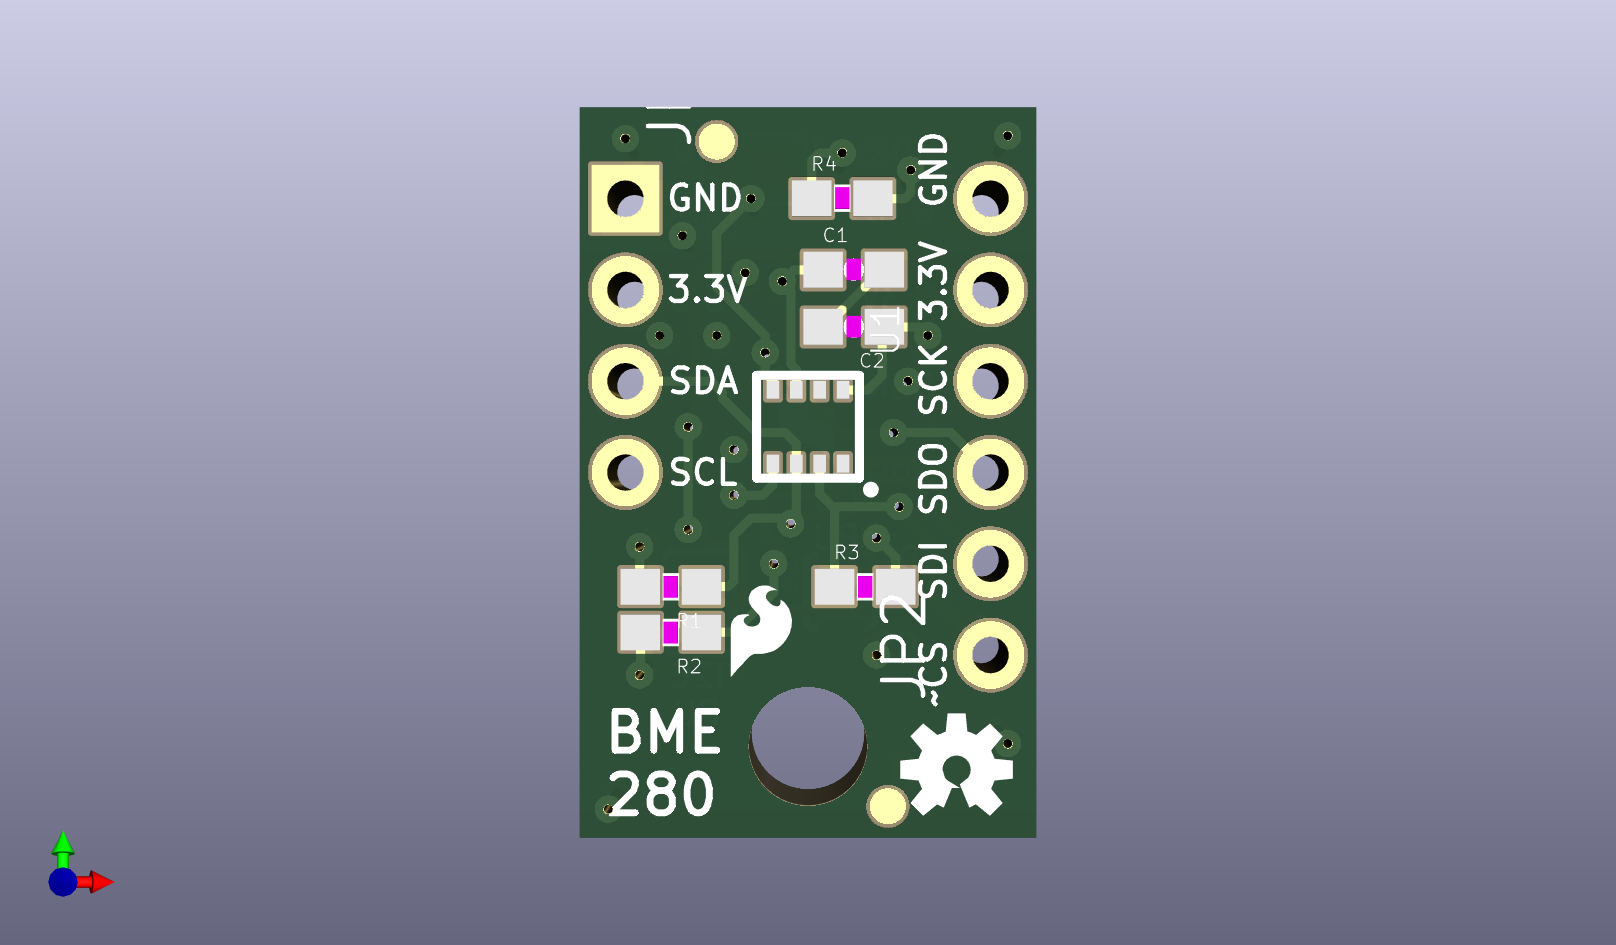 J1
GND
3.3V
SDA
SCL
R4
C1
U1
C2
GND
3.3V
SCK
SDO
SDI
~CS
R3
JP2
R1
R2
BME
280